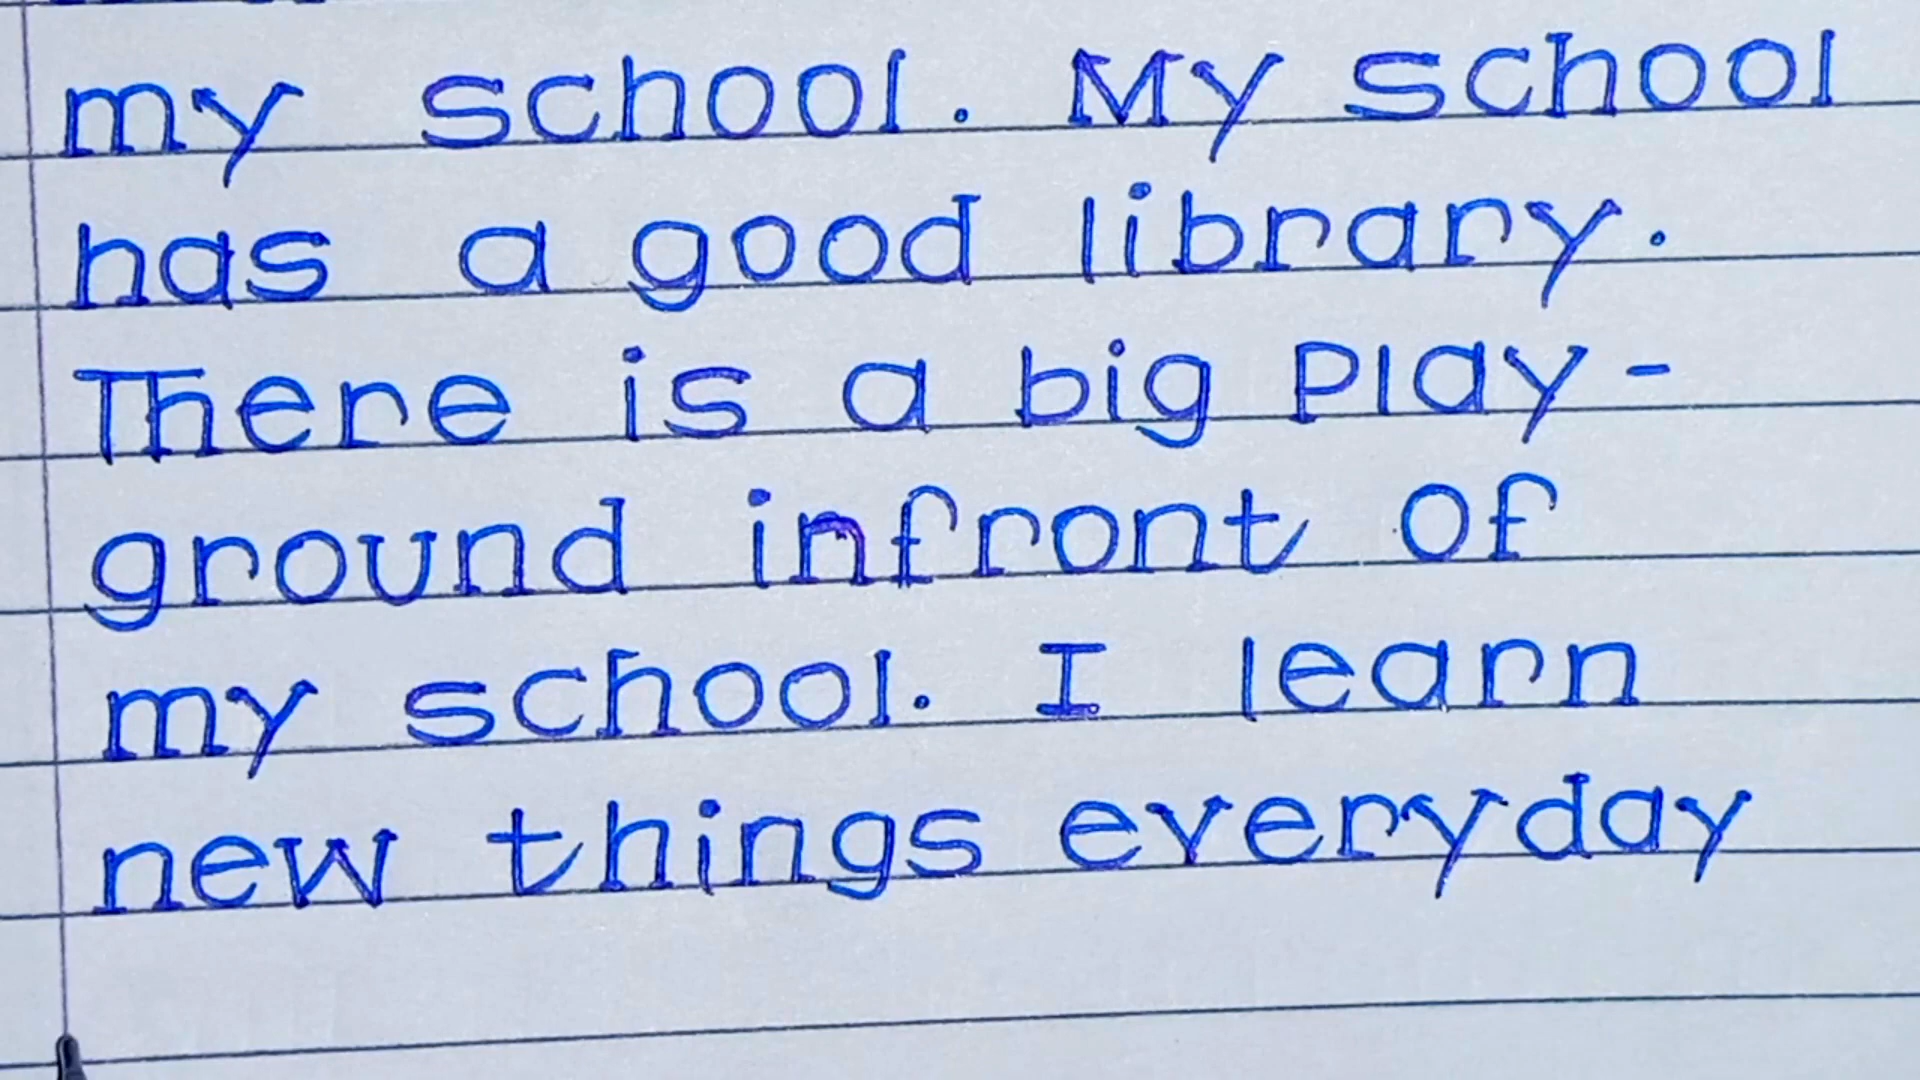 my school. My school
has a good library.
There is a big play-
ground infront of
my school. I learn
new things everyday